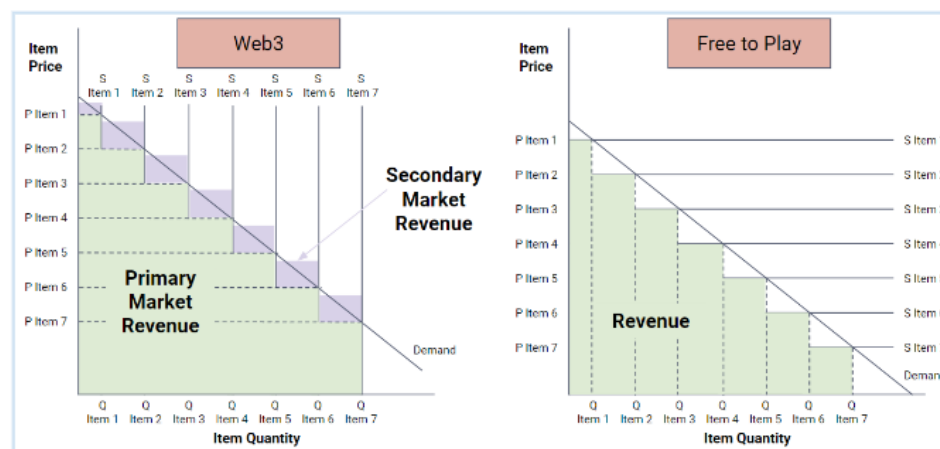 Web3
Item
Price
S S S S S S S
Item 1 Item 2 Item 3 Item 4 Item 5 Item 6 Item 7
P Item 1
P Item 2
P Item 3
P Item 4
P Item 5
P Item 6
P Item 7
Secondary
Market
Revenue
Primary
Market
Revenue
Demand
Q Q Q Q Q Q Q
Item 1 Item 2 Item 3 Item 4 Item 5 Item 6 Item 7
Item Quantity
Free to Play
Item
Price
P Item 1
P Item 2
P Item 3
P Item 4
P Item 5
P Item 6
P Item 7
S Item
S Item
S Item
S Item
S Item
S Item
S Item
Revenue
Deman
Q Q Q Q Q Q Q
Item 1 Item 2 Item 3 Item 4 Item 5 Item 6 Item 7
Item Quantity